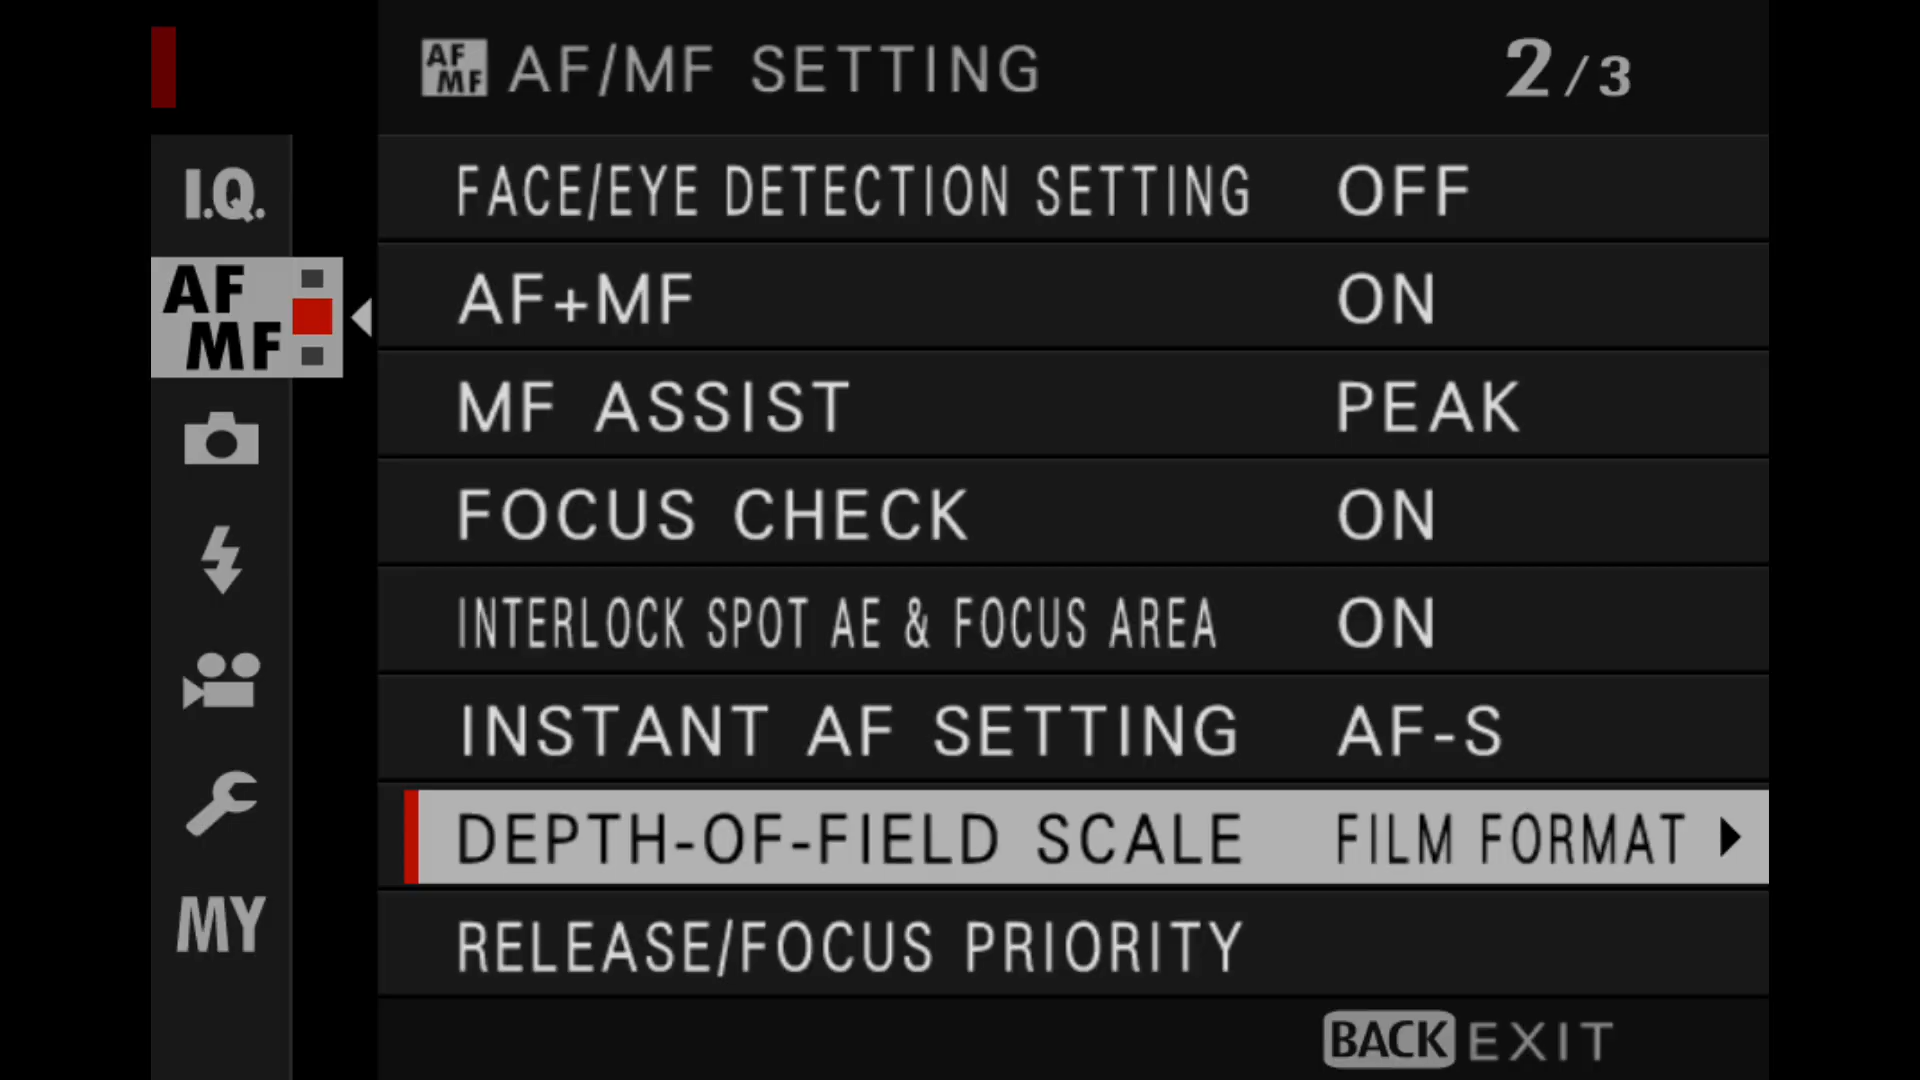 AF MF AF/MF SETTING 2/3
I.Q.
FACE/EYE DETECTION SETTING OFF
AF MF
AF+MF ON
MF ASSIST PEAK
FOCUS CHECK ON
INTERLOCK SPOT AE & FOCUS AREA ON
INSTANT AF SETTING AF-S
DEPTH-OF-FIELD SCALE FILM FORMAT
MY
RELEASE/FOCUS PRIORITY
BACK EXIT